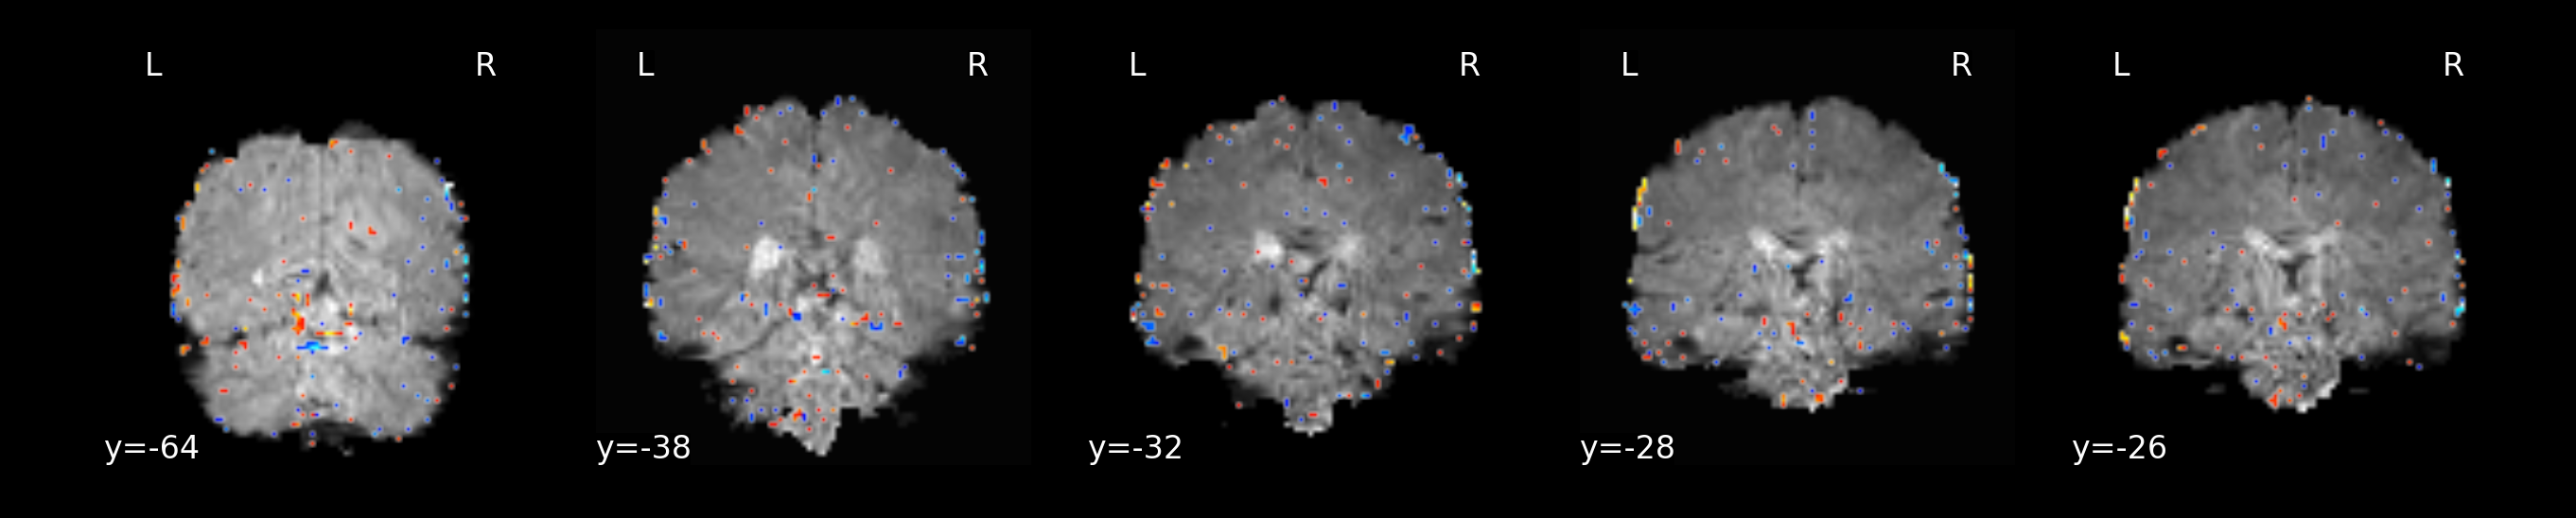 L R L R L R L R L R
y=-64 y=-38 y=-32 y=-28 y=-26